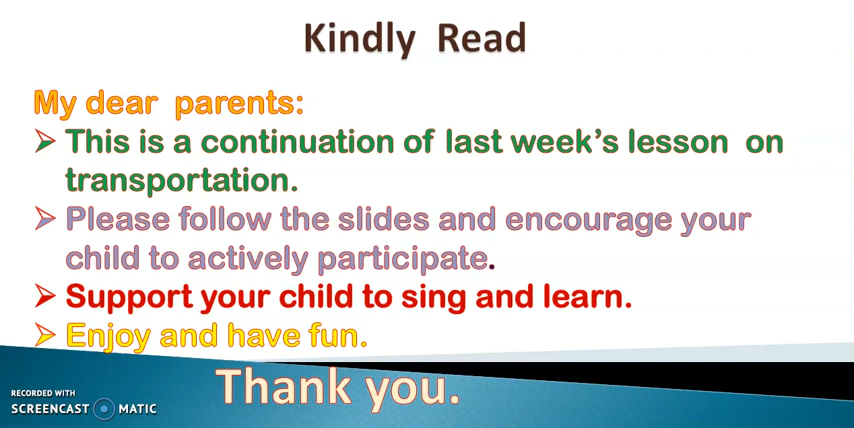 Kindly Read
My dear parents:
This is a continuation of last week's lesson on
transportation.
Please follow the slides and encourage your
child to actively participate.
Support your child to sing and learn.
Enjoy and have fun.
Thank you.
RECORDED WITH
SCREENCAST MATIC